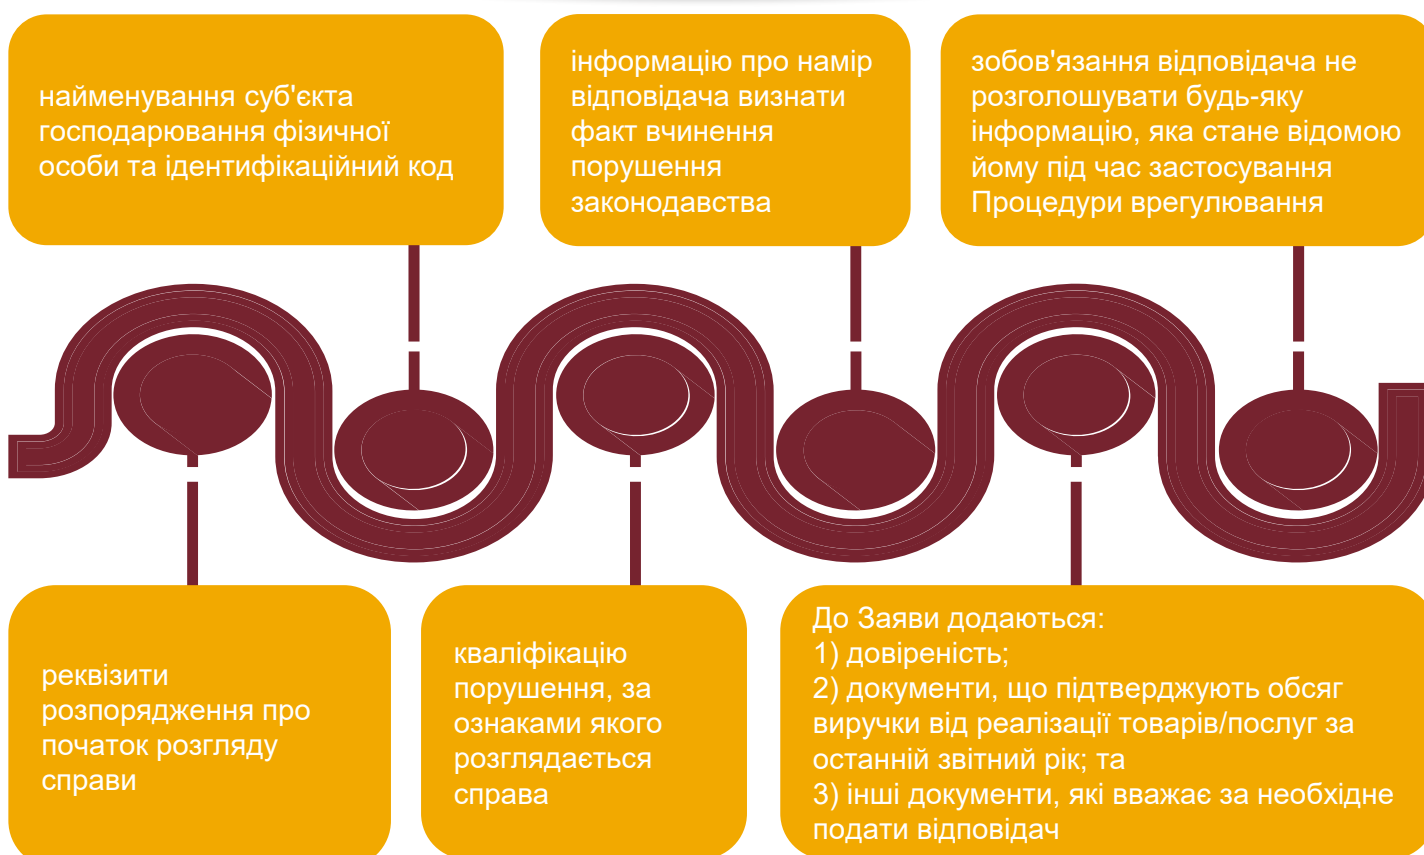 найменування суб'єкта
господарювання фізичної
особи та ідентифікаційний код
інформацію про намір
відповідача визнати
факт вчинення
порушення
законодавства
зобов'язання відповідача не
розголошувати будь-яку
інформацію, яка стане відомою
йому під час застосування
Процедури врегулювання
реквізити
розпорядження про
початок розгляду
справи
кваліфікацію
порушення, за
ознаками якого
розглядається
справа
До Заяви додаються:
1) довіреність;
2) документи, що підтверджують обсяг
виручки від реалізації товарів/послуг за
останній звітний рік; та
3) інші документи, які вважає за необхідне
подати відповідач